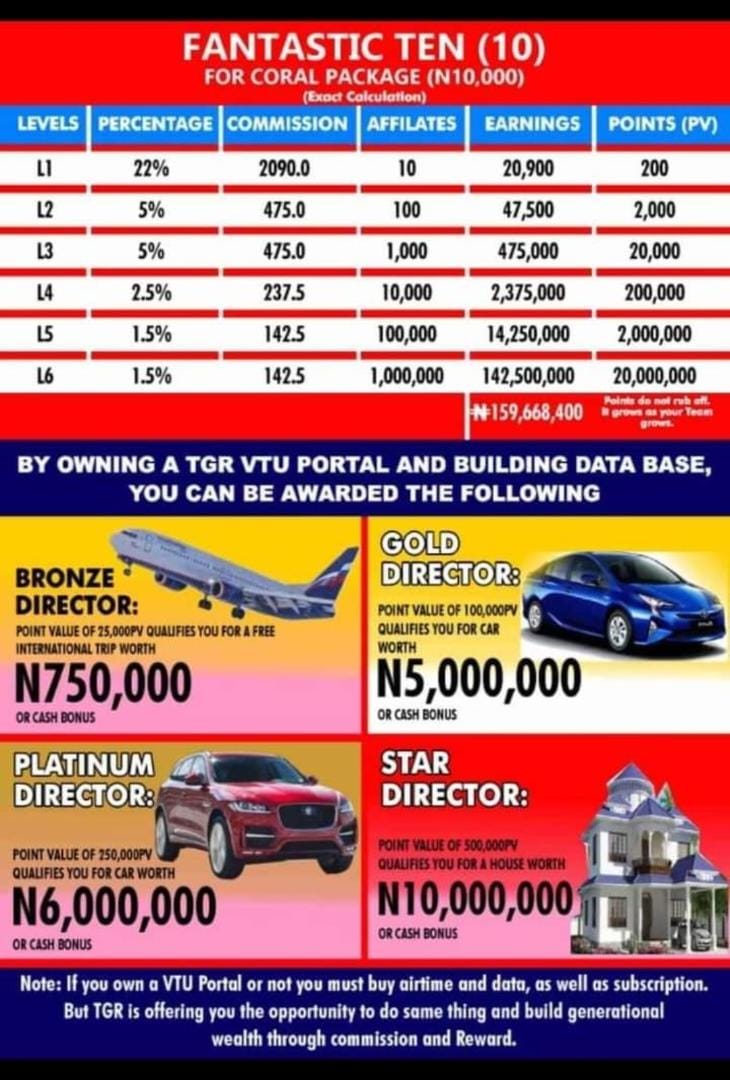 FANTASTIC TEN (10)
FOR CORAL PACKAGE (N10,000)
(Exact Calculation)
LEVELS PERCENTAGE COMMISSION AFFILATES EARNINGS POINTS (PV)
L1 22% 2090.0 10 20,900 200
L2 5% 475.0 100 47,500 2,000
L3 5% 475.0 1,000 475,000 20,000
L4 2.5% 237.5 10,000 2,375,000 200,000
L5 1.5% 142.5 100,000 14,250,000 2,000,000
L6 1.5% 142.5 1,000,000 142,500,000 20,000,000
₦159,668,400
Points do not rub off.
It grows as your Team
grows.
BY OWNING A TGR VTU PORTAL AND BUILDING DATA BASE,
YOU CAN BE AWARDED THE FOLLOWING
BRONZE
DIRECTOR:
POINT VALUE OF 25,000PV QUALIFIES YOU FOR A FREE
INTERNATIONAL TRIP WORTH
N750,000
OR CASH BONUS
GOLD
DIRECTOR:
POINT VALUE OF 100,000PV
QUALIFIES YOU FOR CAR
WORTH
N5,000,000
OR CASH BONUS
PLATINUM
DIRECTOR:
POINT VALUE OF 250,000PV
QUALIFIES YOU FOR CAR WORTH
N6,000,000
OR CASH BONUS
STAR
DIRECTOR:
POINT VALUE OF 500,000PV
QUALIFIES YOU FOR A HOUSE WORTH
N10,000,000
OR CASH BONUS
Note: If you own a VTU Portal or not you must buy airtime and data, as well as subscription.
But TGR is offering you the opportunity to do same thing and build generational
wealth through commission and Reward.